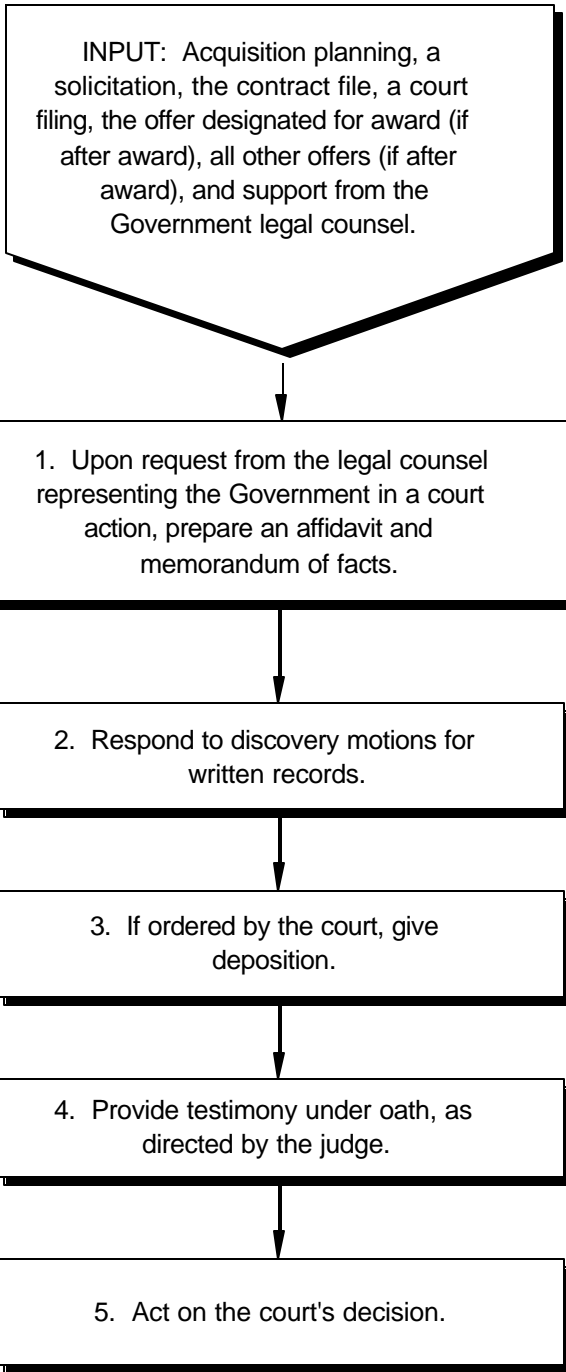 INPUT:  Acquisition planning, a
solicitation, the contract file, a court
filing, the offer designated for award (if
after award), all other offers (if after
award), and support from the
Government legal counsel.
1.  Upon request from the legal counsel
representing the Government in a court
action, prepare an affidavit and
memorandum of facts.
2.  Respond to discovery motions for
written records.
3.  If ordered by the court, give
deposition.
4.  Provide testimony under oath, as
directed by the judge.
5.  Act on the court's decision.